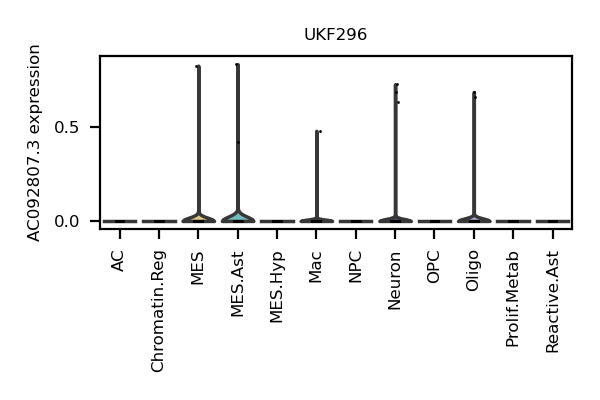 UKF296
AC092807.3 expression
0.5
0.0
AC
Chromatin.Reg
MES
MES.Ast
MES.Hyp
Mac
NPC
Neuron
OPC
Oligo
Prolif.Metab
Reactive.Ast